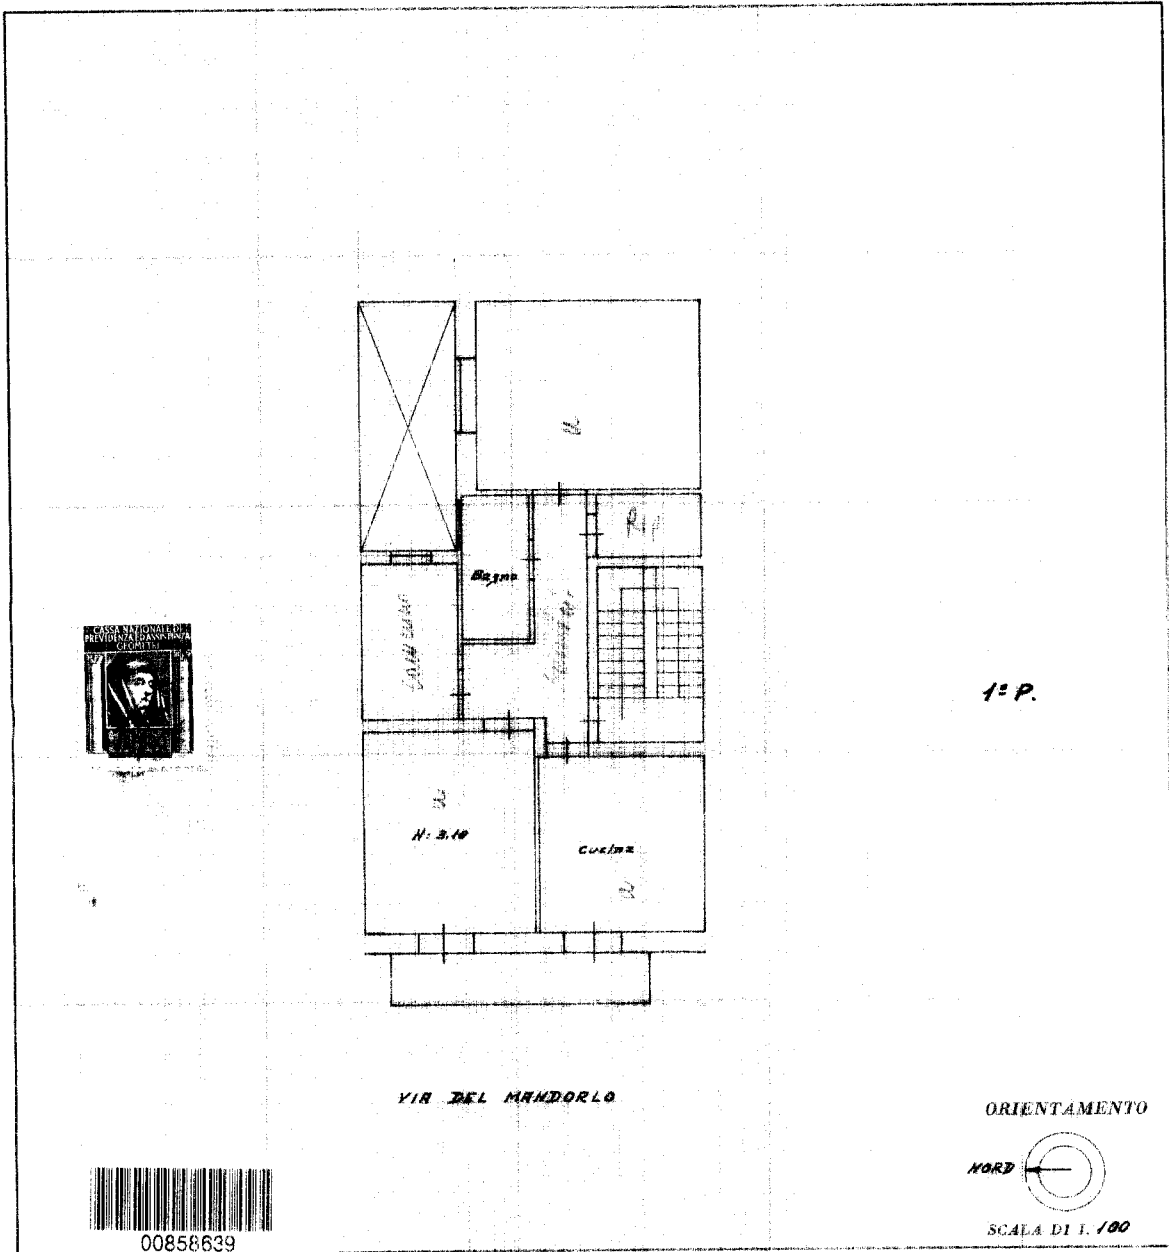 Rip
Bagno
CASSA NAZIONALE DI
PREVIDENZA E D'ASSISTENZA
GEOMETRI
1° P.
H: 3.10
Cucina
VIA DEL MANDORLO
ORIENTAMENTO
NORD
SCALA DI 1: 100
00858639